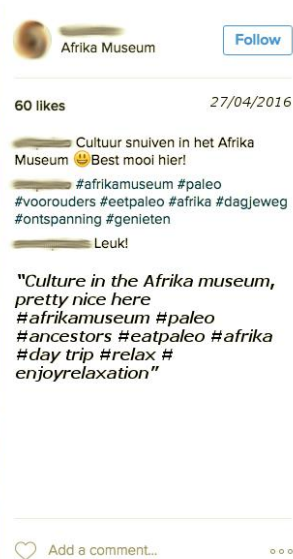 Afrika Museum
Follow
60 likes
27/04/2016
Cultuur snuiven in het Afrika
Museum 😃Best mooi hier!
#afrikamuseum #paleo
#voorouders #eetpaleo #afrika #dagjeweg
#ontspanning #genieten
Leuk!
"Culture in the Afrika museum,
pretty nice here
#afrikamuseum #paleo
#ancestors #eatpaleo #afrika
#day trip #relax #
enjoyrelaxation"
Add a comment...